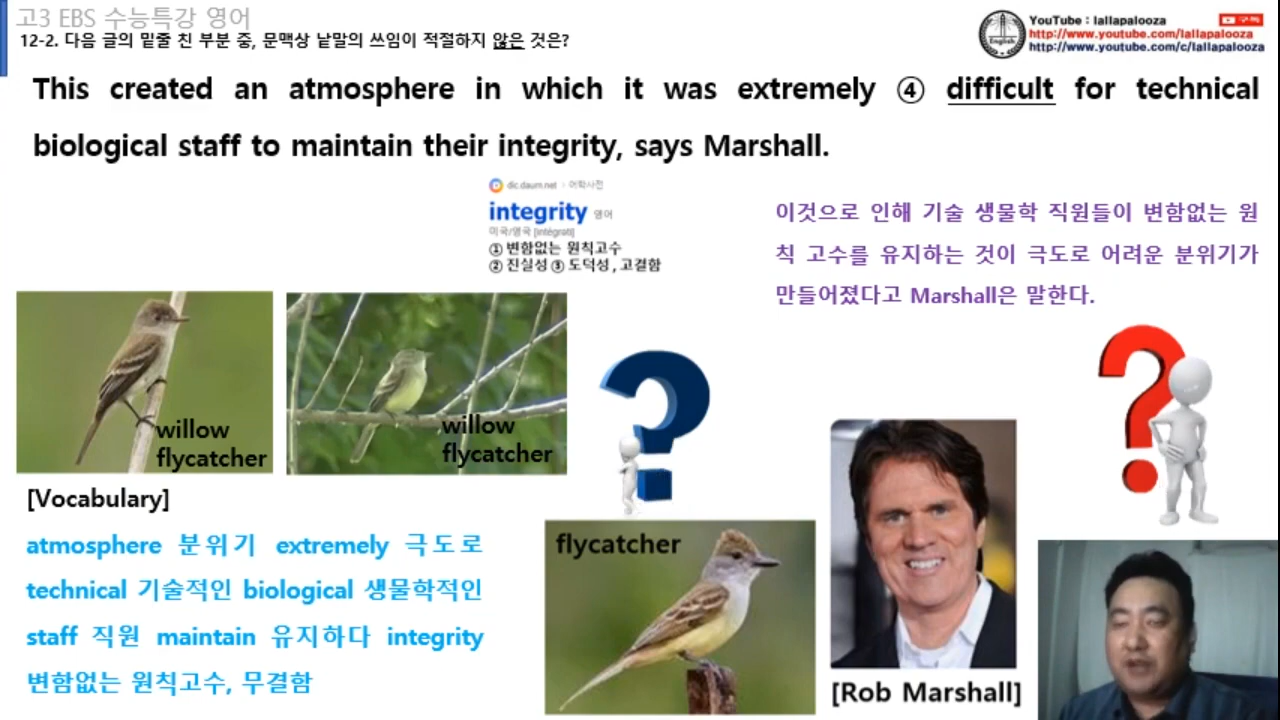 고3 EBS 수능특강 영어
12-2. 다음 글의 밑줄 친 부분 중, 문맥상 낱말의 쓰임이 적절하지 않은 것은?
YouTube : lallapalooza
구독
http://www.youtube.com/lallapalooza
http://www.youtube.com/c/lallapalooza
English
This created an atmosphere in which it was extremely ④ difficult for technical
biological staff to maintain their integrity, says Marshall.
dic.daum.net › 어학사전
integrity 영어
미국/영국 [intégrəti]
① 변함없는 원칙고수
② 진실성 ③ 도덕성 , 고결함
이것으로 인해 기술 생물학 직원들이 변함없는 원
칙 고수를 유지하는 것이 극도로 어려운 분위기가
만들어졌다고 Marshall은 말한다.
willow
flycatcher
willow
flycatcher
[Vocabulary]
atmosphere 분위기 extremely 극도로
technical 기술적인 biological 생물학적인
staff 직원 maintain 유지하다 integrity
변함없는 원칙고수, 무결함
flycatcher
[Rob Marshall]